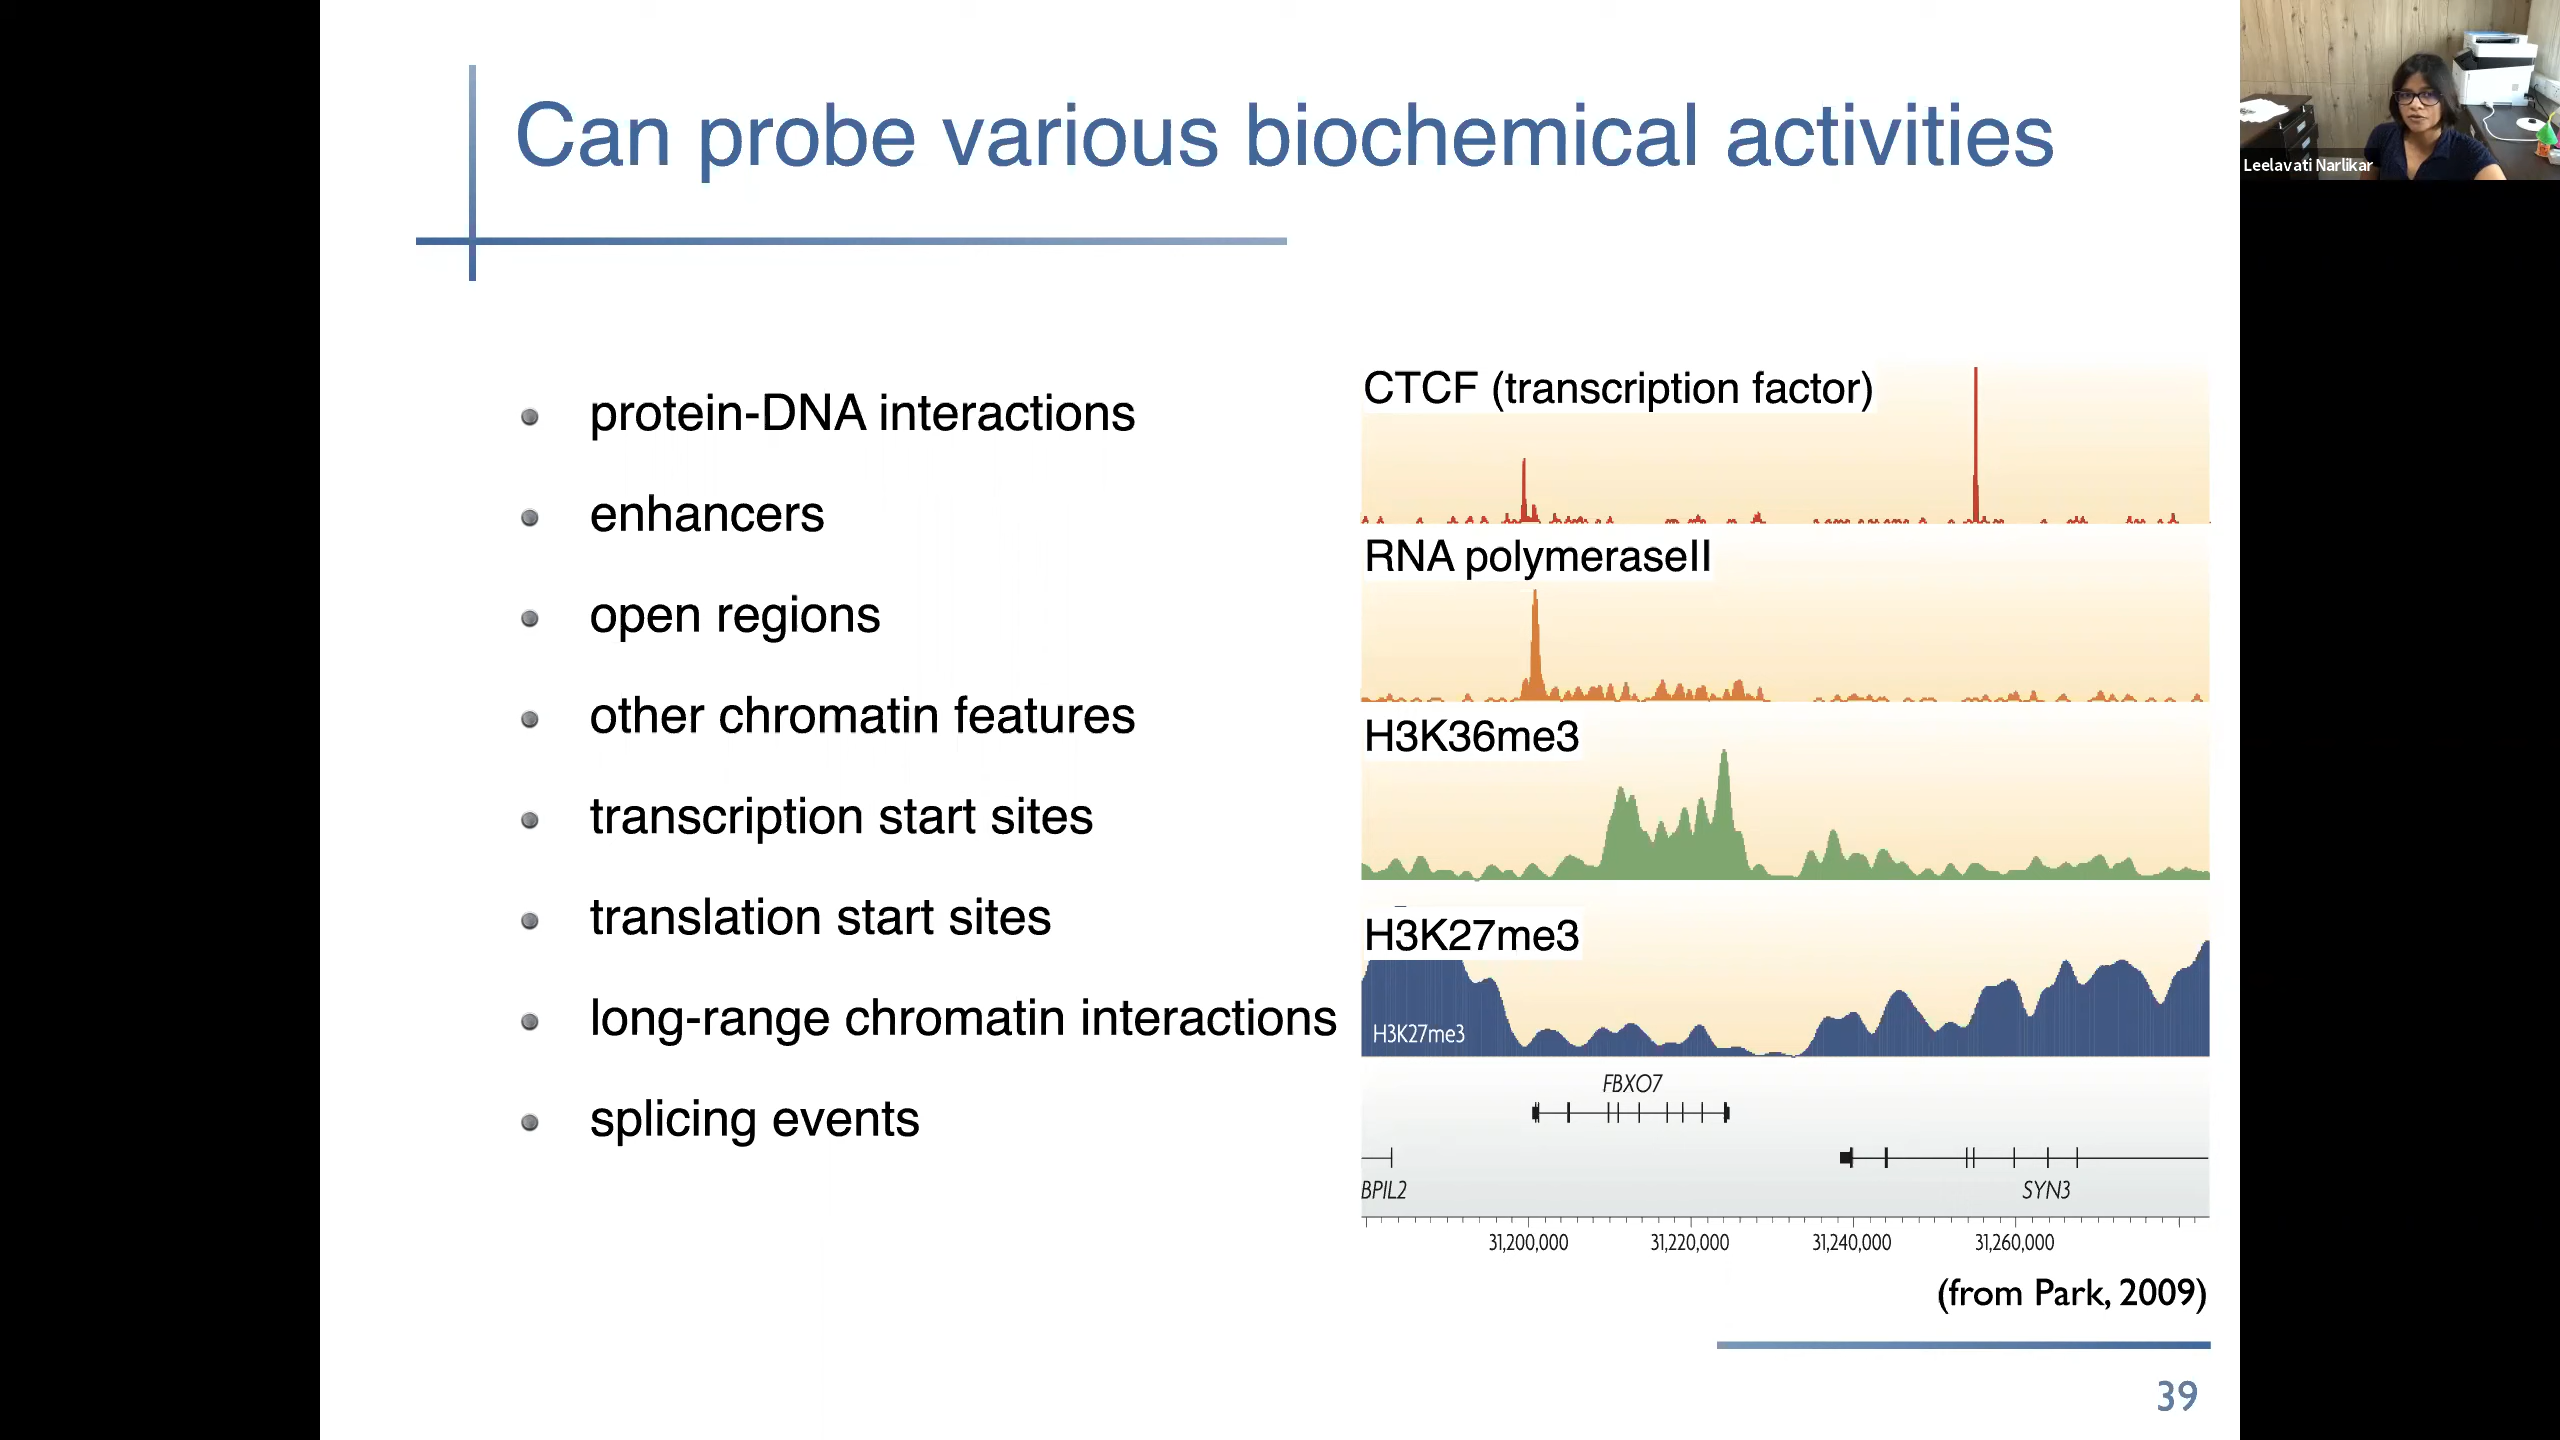 Can probe various biochemical activities
Leelavati Narlikar
protein-DNA interactions
enhancers
open regions
other chromatin features
transcription start sites
translation start sites
long-range chromatin interactions
splicing events
CTCF (transcription factor)
RNA polymeraseII
H3K36me3
H3K27me3
H3K27me3
FBXO7
BPIL2
SYN3
31,200,000 31,220,000 31,240,000 31,260,000
(from Park, 2009)
39